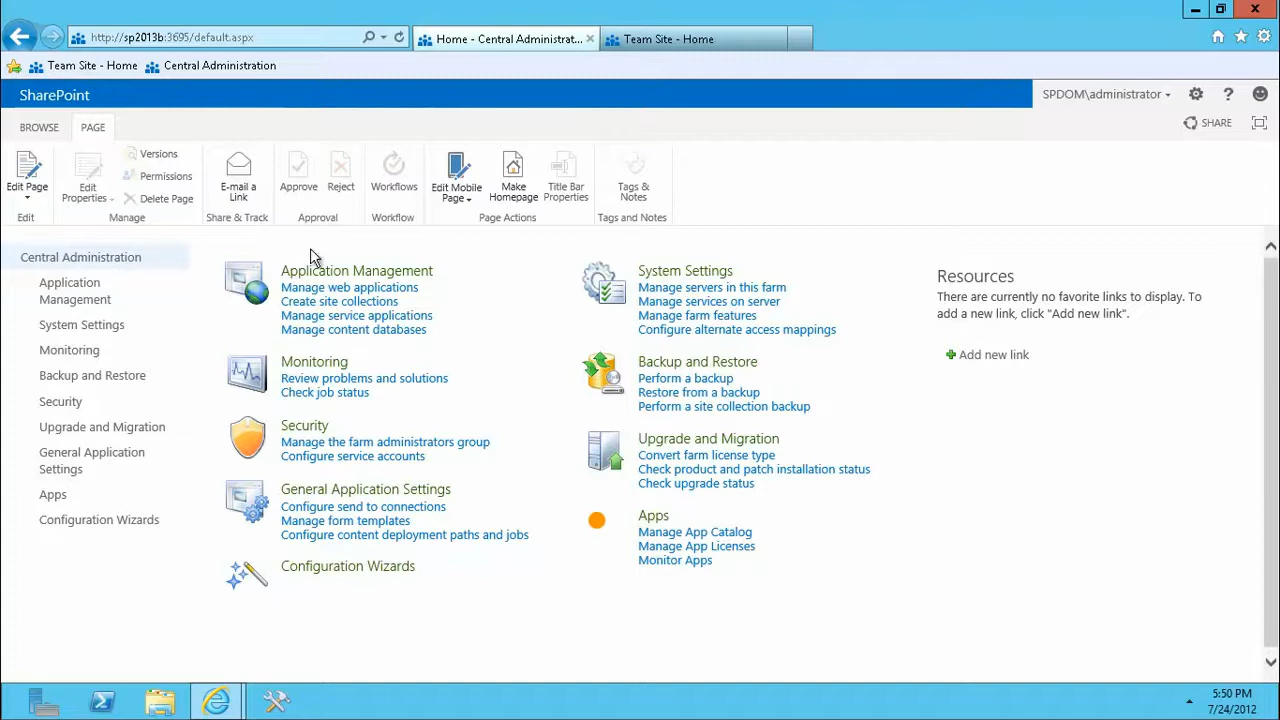 http://sp2013b:3695/default.aspx
Home - Central Administrat...
Team Site - Home
Team Site - Home
Central Administration
SharePoint
SPDOM\administrator
?
BROWSE
PAGE
SHARE
Edit Page
Edit Properties
Versions
Permissions
Delete Page
E-mail a Link
Approve
Reject
Workflows
Edit Mobile Page
Make Homepage
Title Bar Properties
Tags & Notes
Edit
Manage
Share & Track
Approval
Workflow
Page Actions
Tags and Notes
Central Administration
Application
Management
System Settings
Monitoring
Backup and Restore
Security
Upgrade and Migration
General Application
Settings
Apps
Configuration Wizards
Application Management
Manage web applications
Create site collections
Manage service applications
Manage content databases
Monitoring
Review problems and solutions
Check job status
Security
Manage the farm administrators group
Configure service accounts
General Application Settings
Configure send to connections
Manage form templates
Configure content deployment paths and jobs
Configuration Wizards
System Settings
Manage servers in this farm
Manage services on server
Manage farm features
Configure alternate access mappings
Backup and Restore
Perform a backup
Restore from a backup
Perform a site collection backup
Upgrade and Migration
Convert farm license type
Check product and patch installation status
Check upgrade status
Apps
Manage App Catalog
Manage App Licenses
Monitor Apps
Resources
There are currently no favorite links to display. To
add a new link, click "Add new link".
Add new link
5:50 PM
7/24/2012